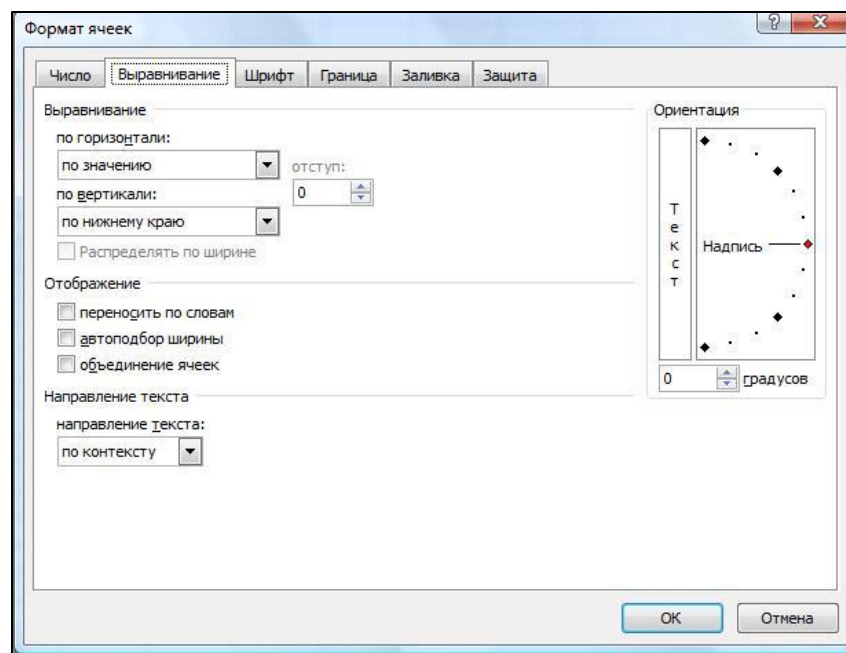 Формат ячеек
Число Выравнивание Шрифт Граница Заливка Защита
Выравнивание
по горизонтали:
по значению
отступ:
0
по вертикали:
по нижнему краю
Распределять по ширине
Отображение
переносить по словам
автоподбор ширины
объединение ячеек
Направление текста
направление текста:
по контексту
Ориентация
Текст
Надпись
0 градусов
ОК Отмена